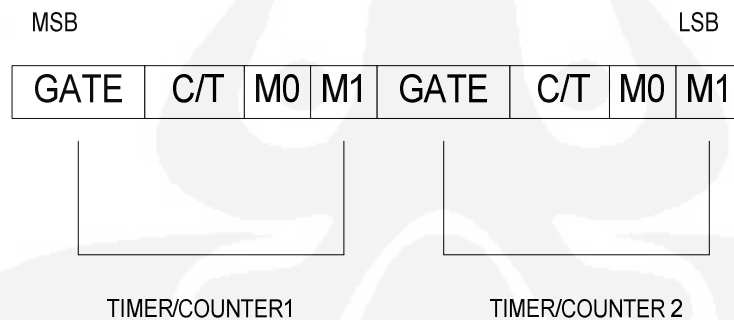 MSB LSB
GATE C/T M0 M1 GATE C/T M0 M1
TIMER/COUNTER1 TIMER/COUNTER 2